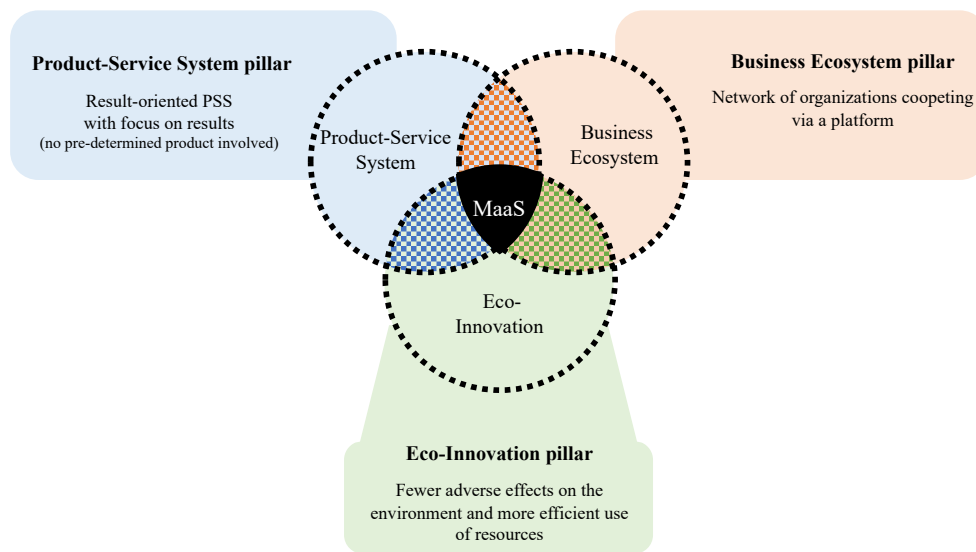 Product-Service System pillar
Result-oriented PSS
with focus on results
(no pre-determined product involved)
Business Ecosystem pillar
Network of organizations coopeting
via a platform
Product-Service
System
Business
Ecosystem
MaaS
Eco-
Innovation
Eco-Innovation pillar
Fewer adverse effects on the
environment and more efficient use
of resources